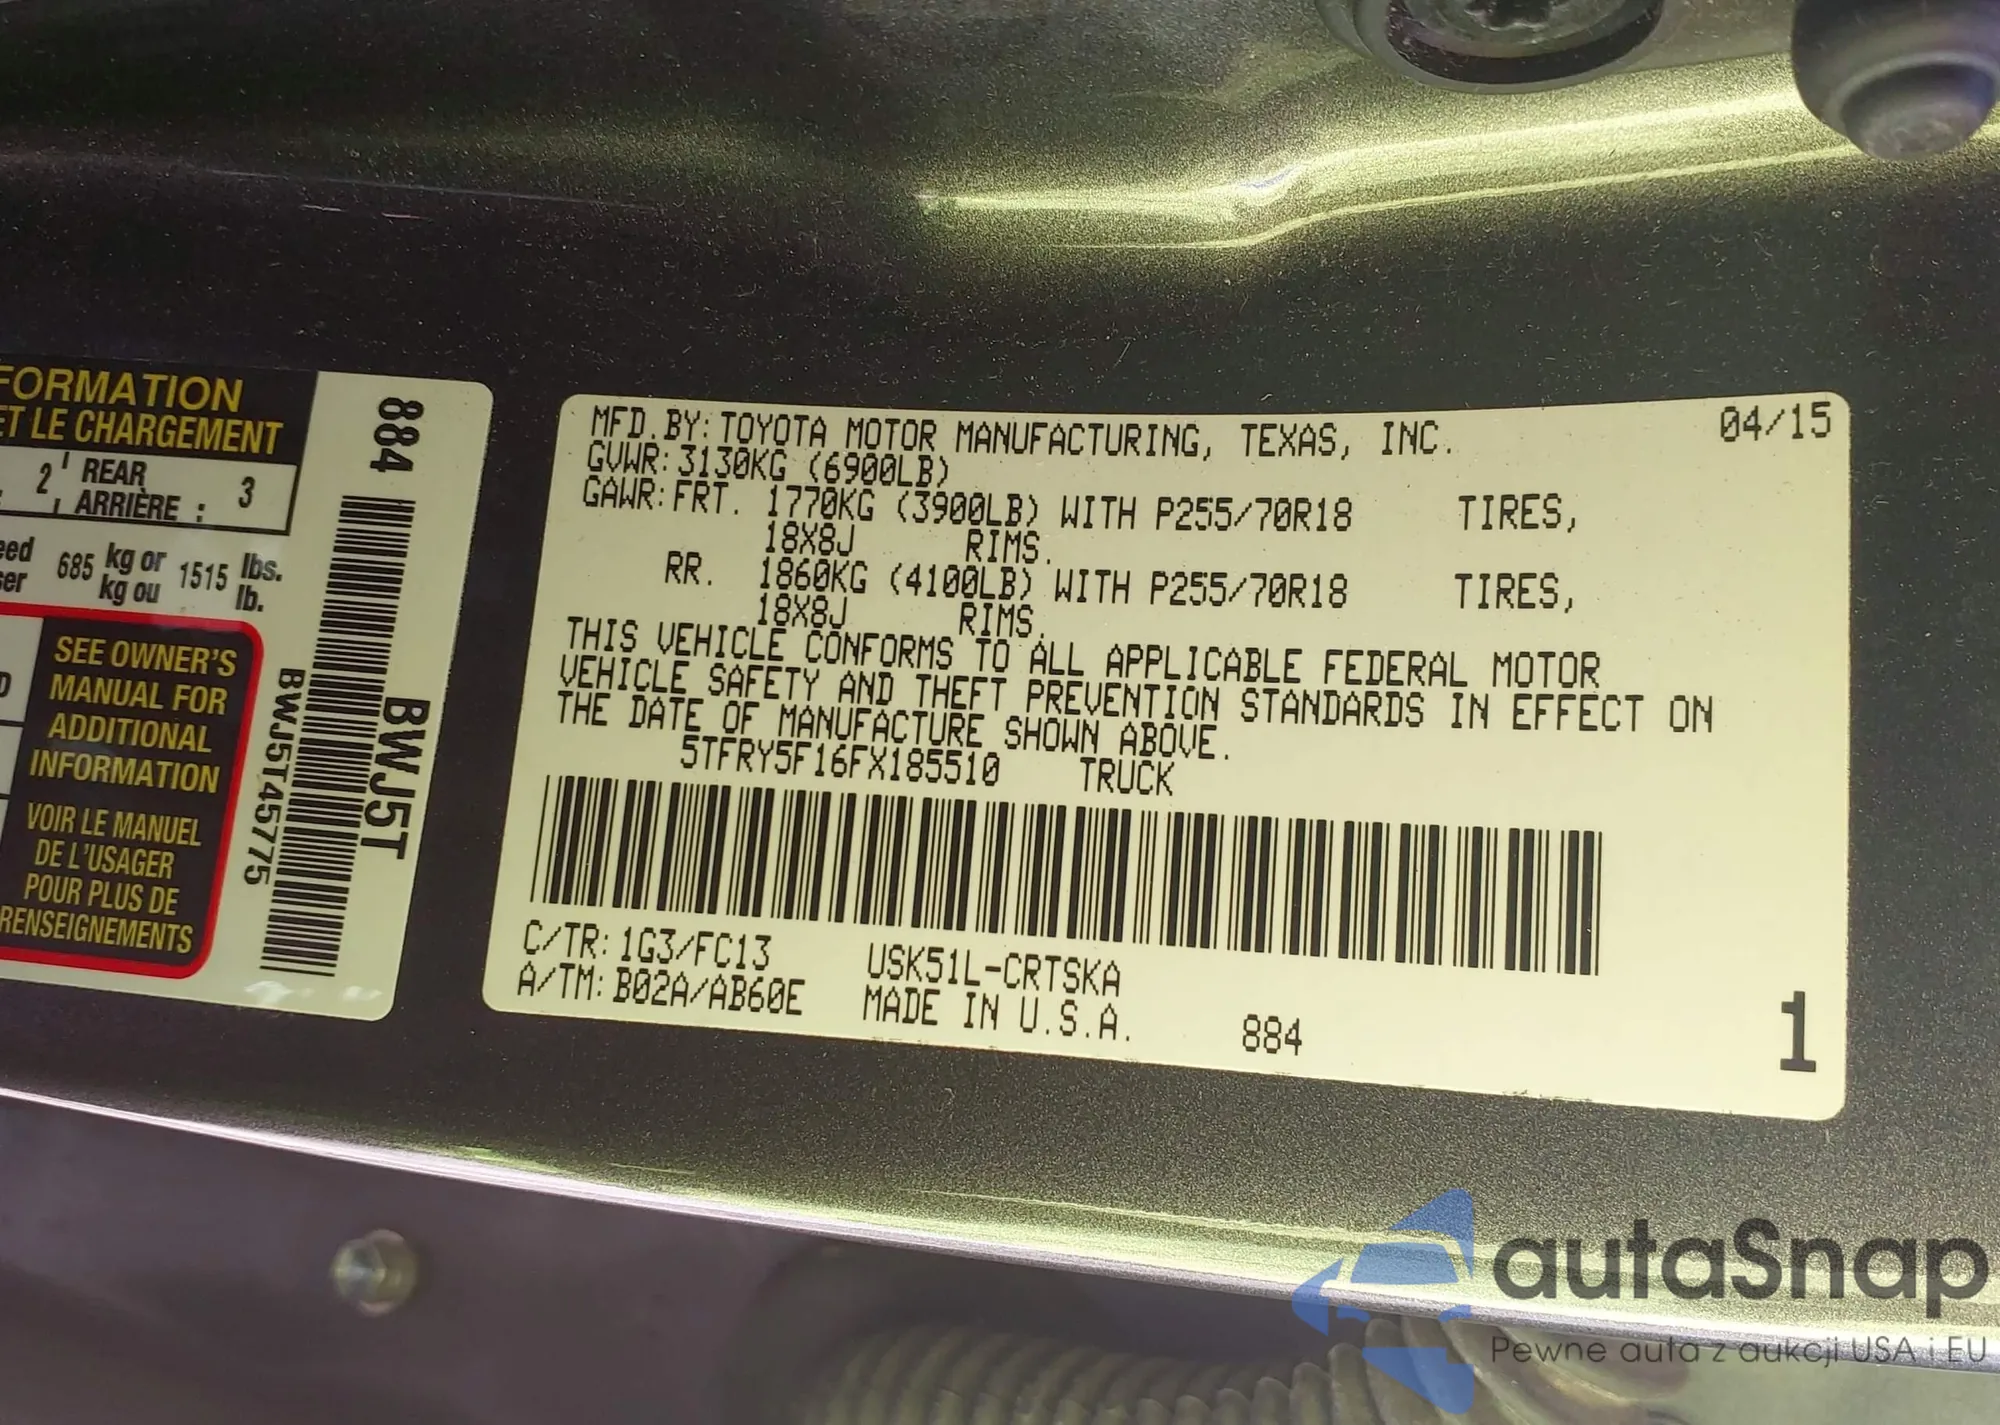 FORMATION
ET LE CHARGEMENT
2 REAR 3
ARRIÈRE :
685 kg or 1515 lbs.
kg ou lb.
SEE OWNER'S
MANUAL FOR
ADDITIONAL
INFORMATION
VOIR LE MANUEL
DE L'USAGER
POUR PLUS DE
RENSEIGNEMENTS
884
BWJ5T45775
BWJ5T
MFD.BY:TOYOTA MOTOR MANUFACTURING, TEXAS, INC. 04/15
GVWR:3130KG (6900LB)
GAWR:FRT. 1770KG (3900LB) WITH P255/70R18 TIRES,
18X8J RIMS.
RR. 1860KG (4100LB) WITH P255/70R18 TIRES,
18X8J RIMS.
THIS VEHICLE CONFORMS TO ALL APPLICABLE FEDERAL MOTOR
VEHICLE SAFETY AND THEFT PREVENTION STANDARDS IN EFFECT ON
THE DATE OF MANUFACTURE SHOWN ABOVE.
5TFRY5F16FX185510 TRUCK
C/TR:1G3/FC13 USK51L-CRTSKA
A/TM:B02A/AB60E MADE IN U.S.A. 884
1
autaSnap
Pewne auta z aukcji USA i EU